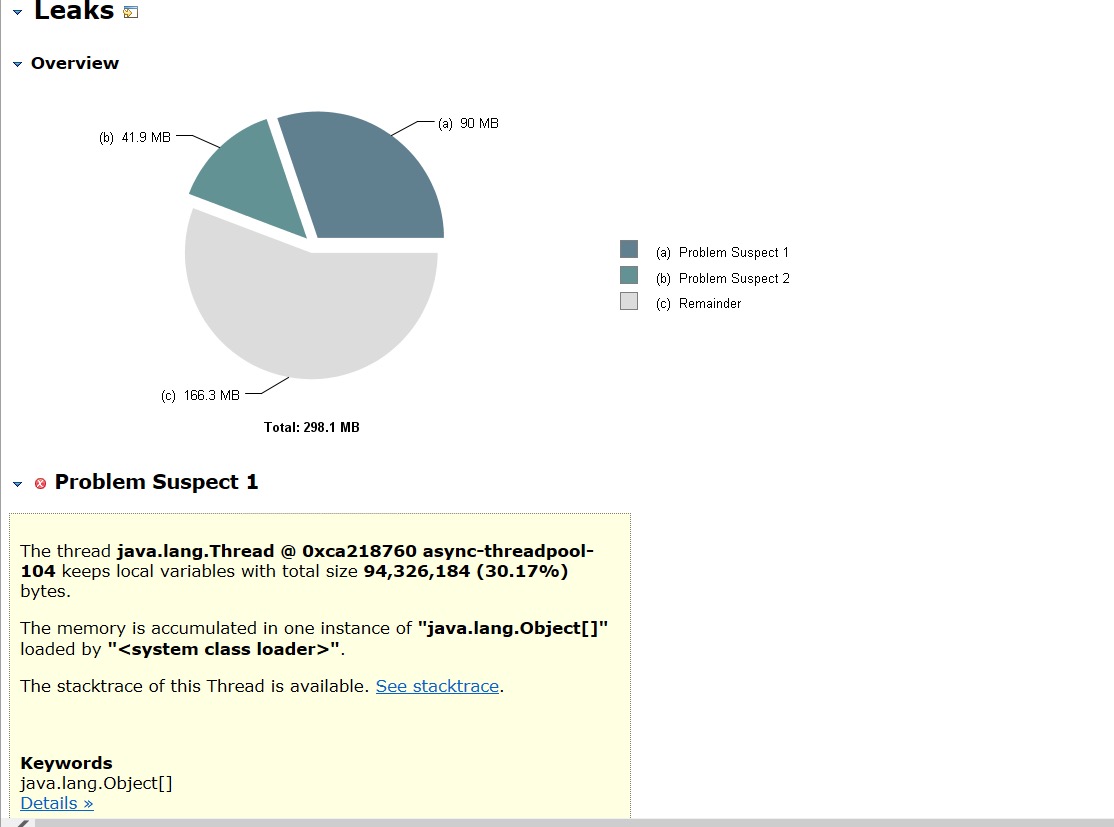 Leaks
Overview
(a) 90 MB
(b) 41.9 MB
(a) Problem Suspect 1
(b) Problem Suspect 2
(c) Remainder
(c) 166.3 MB
Total: 298.1 MB
Problem Suspect 1
The thread java.lang.Thread @ 0xca218760 async-threadpool-
104 keeps local variables with total size 94,326,184 (30.17%)
bytes.
The memory is accumulated in one instance of "java.lang.Object[]"
loaded by "<system class loader>".
The stacktrace of this Thread is available. See stacktrace.
Keywords
java.lang.Object[]
Details »